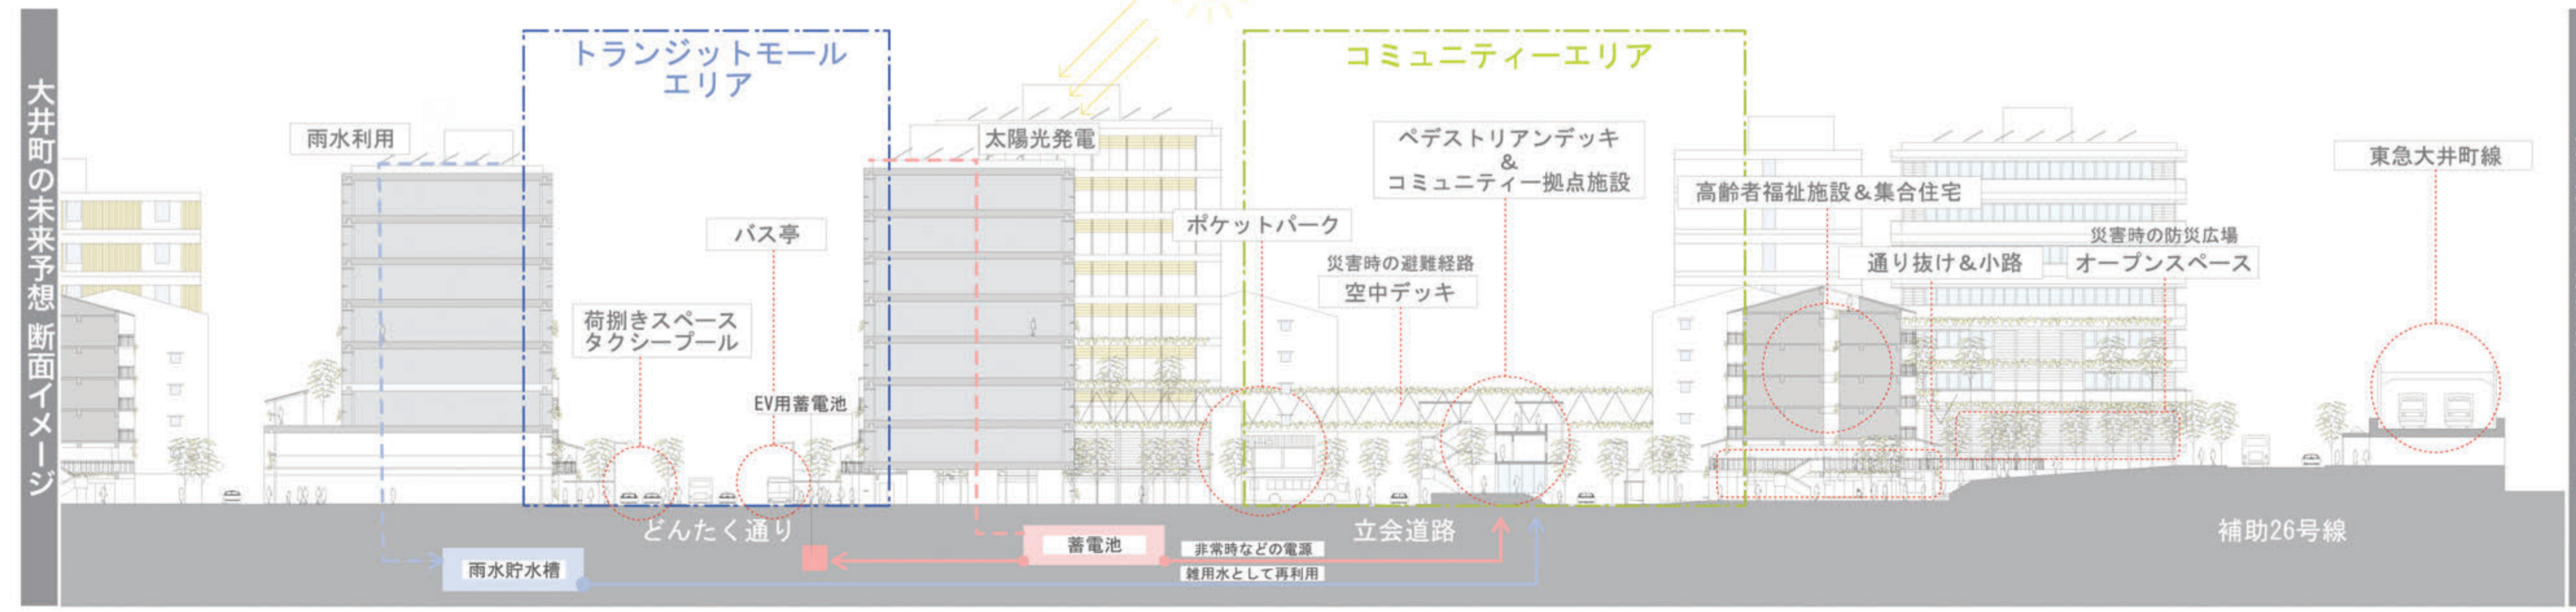 大井町の未来予想 断面イメージ
トランジットモール
エリア
コミュニティーエリア
雨水利用
太陽光発電
ペデストリアンデッキ
&
コミュニティー拠点施設
東急大井町線
高齢者福祉施設&集合住宅
バス亭
ポケットパーク
災害時の防災広場
オープンスペース
通り抜け&小路
災害時の避難経路
空中デッキ
荷捌きスペース
タクシープール
EV用蓄電池
どんたく通り
立会道路
補助26号線
蓄電池
非常時などの電源
雨水貯水槽
雑用水として再利用